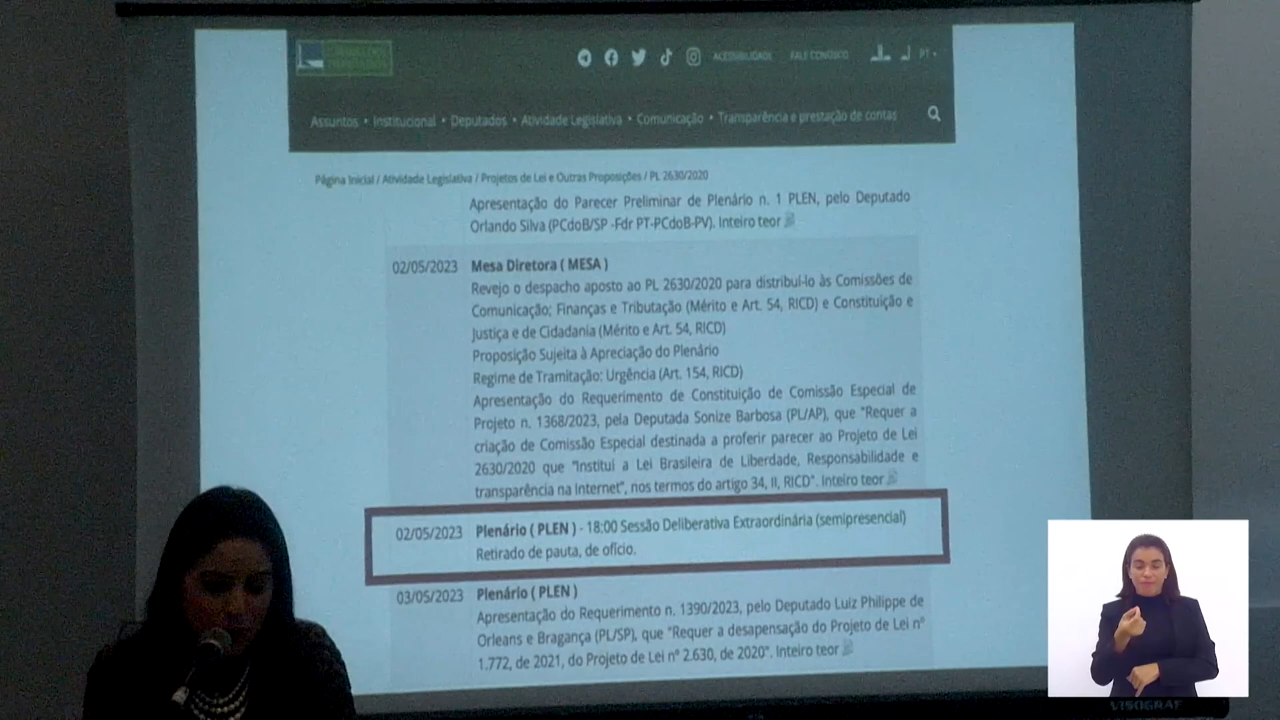 ACESSIBILIDADE FALE CONOSCO PT
Assuntos • Institucional • Deputados • Atividade Legislativa • Comunicação • Transparência e prestação de contas
Página Inicial / Atividade Legislativa / Projetos de Lei e Outras Proposições / PL 2630/2020
Apresentação do Parecer Preliminar de Plenário n. 1 PLEN, pelo Deputado
Orlando Silva (PCdoB/SP -Fdr PT-PCdoB-PV). Inteiro teor
02/05/2023 Mesa Diretora ( MESA )
Revejo o despacho aposto ao PL 2630/2020 para distribuí-lo às Comissões de
Comunicação; Finanças e Tributação (Mérito e Art. 54, RICD) e Constituição e
Justiça e de Cidadania (Mérito e Art. 54, RICD)
Proposição Sujeita à Apreciação do Plenário
Regime de Tramitação: Urgência (Art. 154, RICD)
Apresentação do Requerimento de Constituição de Comissão Especial de
Projeto n. 1368/2023, pela Deputada Sonize Barbosa (PL/AP), que "Requer a
criação de Comissão Especial destinada a proferir parecer ao Projeto de Lei
2630/2020 que "Institui a Lei Brasileira de Liberdade, Responsabilidade e
transparência na Internet", nos termos do artigo 34, II, RICD". Inteiro teor
02/05/2023 Plenário ( PLEN ) - 18:00 Sessão Deliberativa Extraordinária (semipresencial)
Retirado de pauta, de ofício.
03/05/2023 Plenário ( PLEN )
Apresentação do Requerimento n. 1390/2023, pelo Deputado Luiz Philippe de
Orleans e Bragança (PL/SP), que "Requer a desapensação do Projeto de Lei nº
1.772, de 2021, do Projeto de Lei nº 2.630, de 2020". Inteiro teor
VISOGRAF